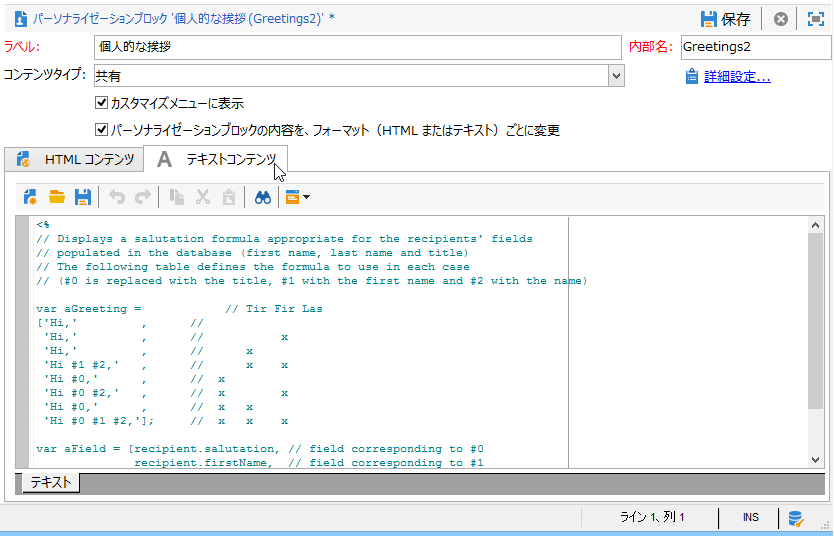 パーソナライゼーションブロック '個人的な挨拶 (Greetings2)' *
保存
ラベル: 個人的な挨拶 内部名: Greetings2
コンテンツタイプ: 共有 詳細設定...
カスタマイズメニューに表示
パーソナライゼーションブロックの内容を、フォーマット（HTML またはテキスト）ごとに変更
HTML コンテンツ A テキストコンテンツ
<%
// Displays a salutation formula appropriate for the recipients' fields
// populated in the database (first name, last name and title)
// The following table defines the formula to use in each case
// (#0 is replaced with the title, #1 with the first name and #2 with the name)
var aGreeting =            // Tir Fir Las
['Hi,'         ,      //
 'Hi,'         ,      //           x
 'Hi,'         ,      //      x
 'Hi #1 #2,'   ,      //      x    x
 'Hi #0,'      ,      //  x
 'Hi #0 #2,'   ,      //  x        x
 'Hi #0,'      ,      //  x   x
 'Hi #0 #1 #2,'];     //  x   x    x
var aField = [recipient.salutation, // field corresponding to #0
              recipient.firstName,  // field corresponding to #1
テキスト
ライン 1、列 1 INS